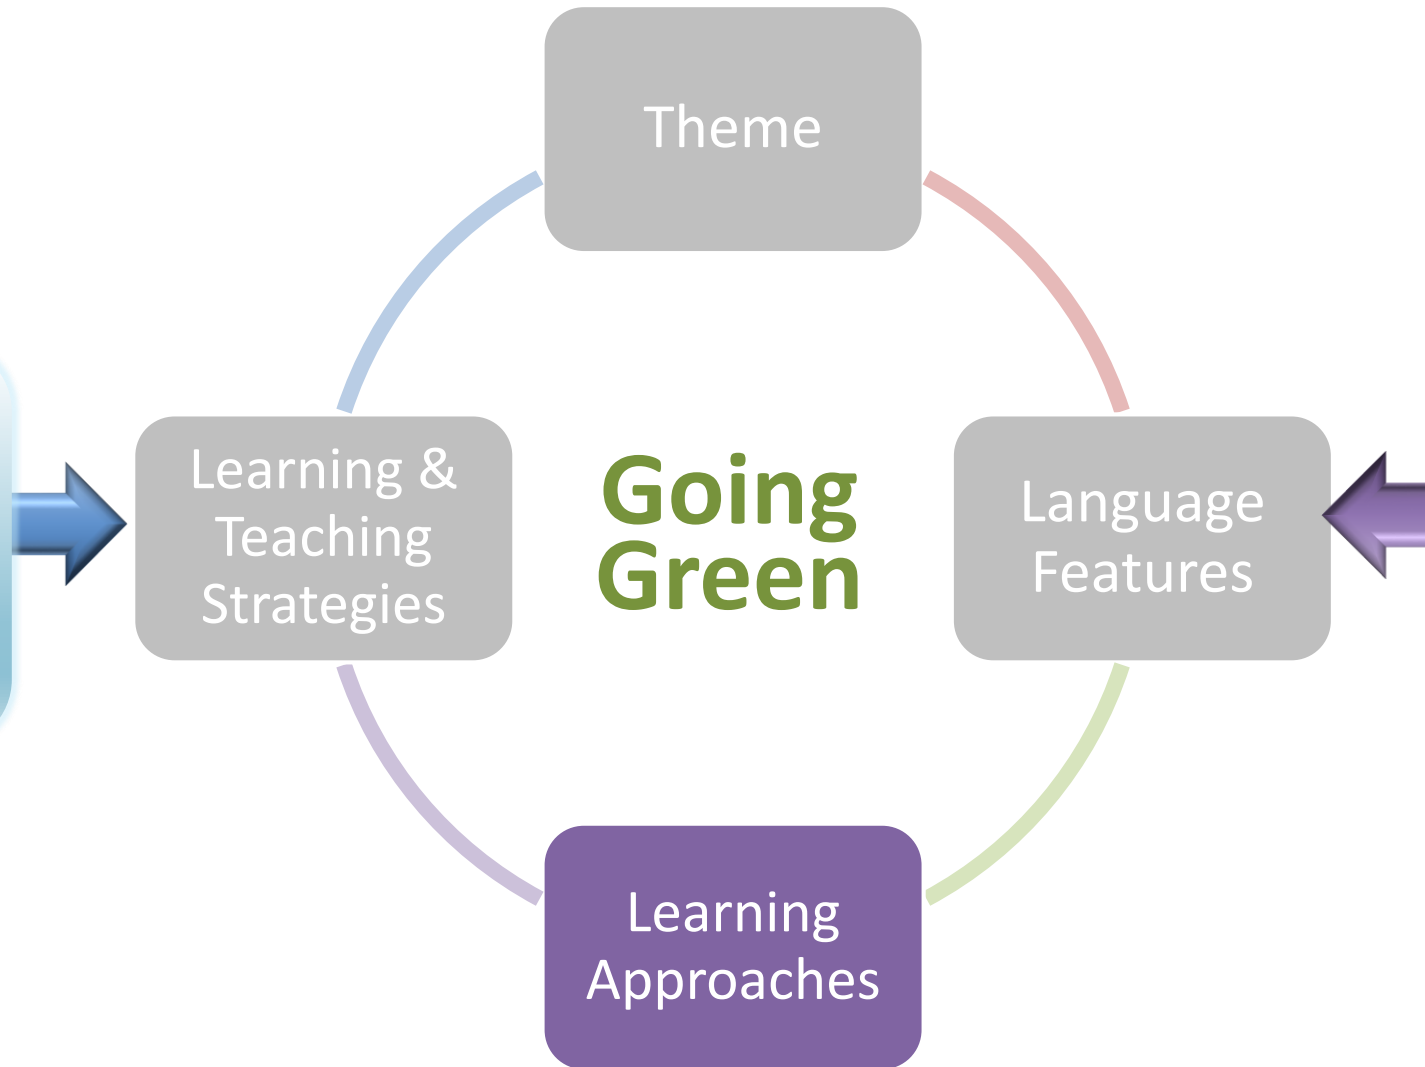 Theme
Learning &
Teaching
Strategies
Going
Green
Language
Features
Learning
Approaches